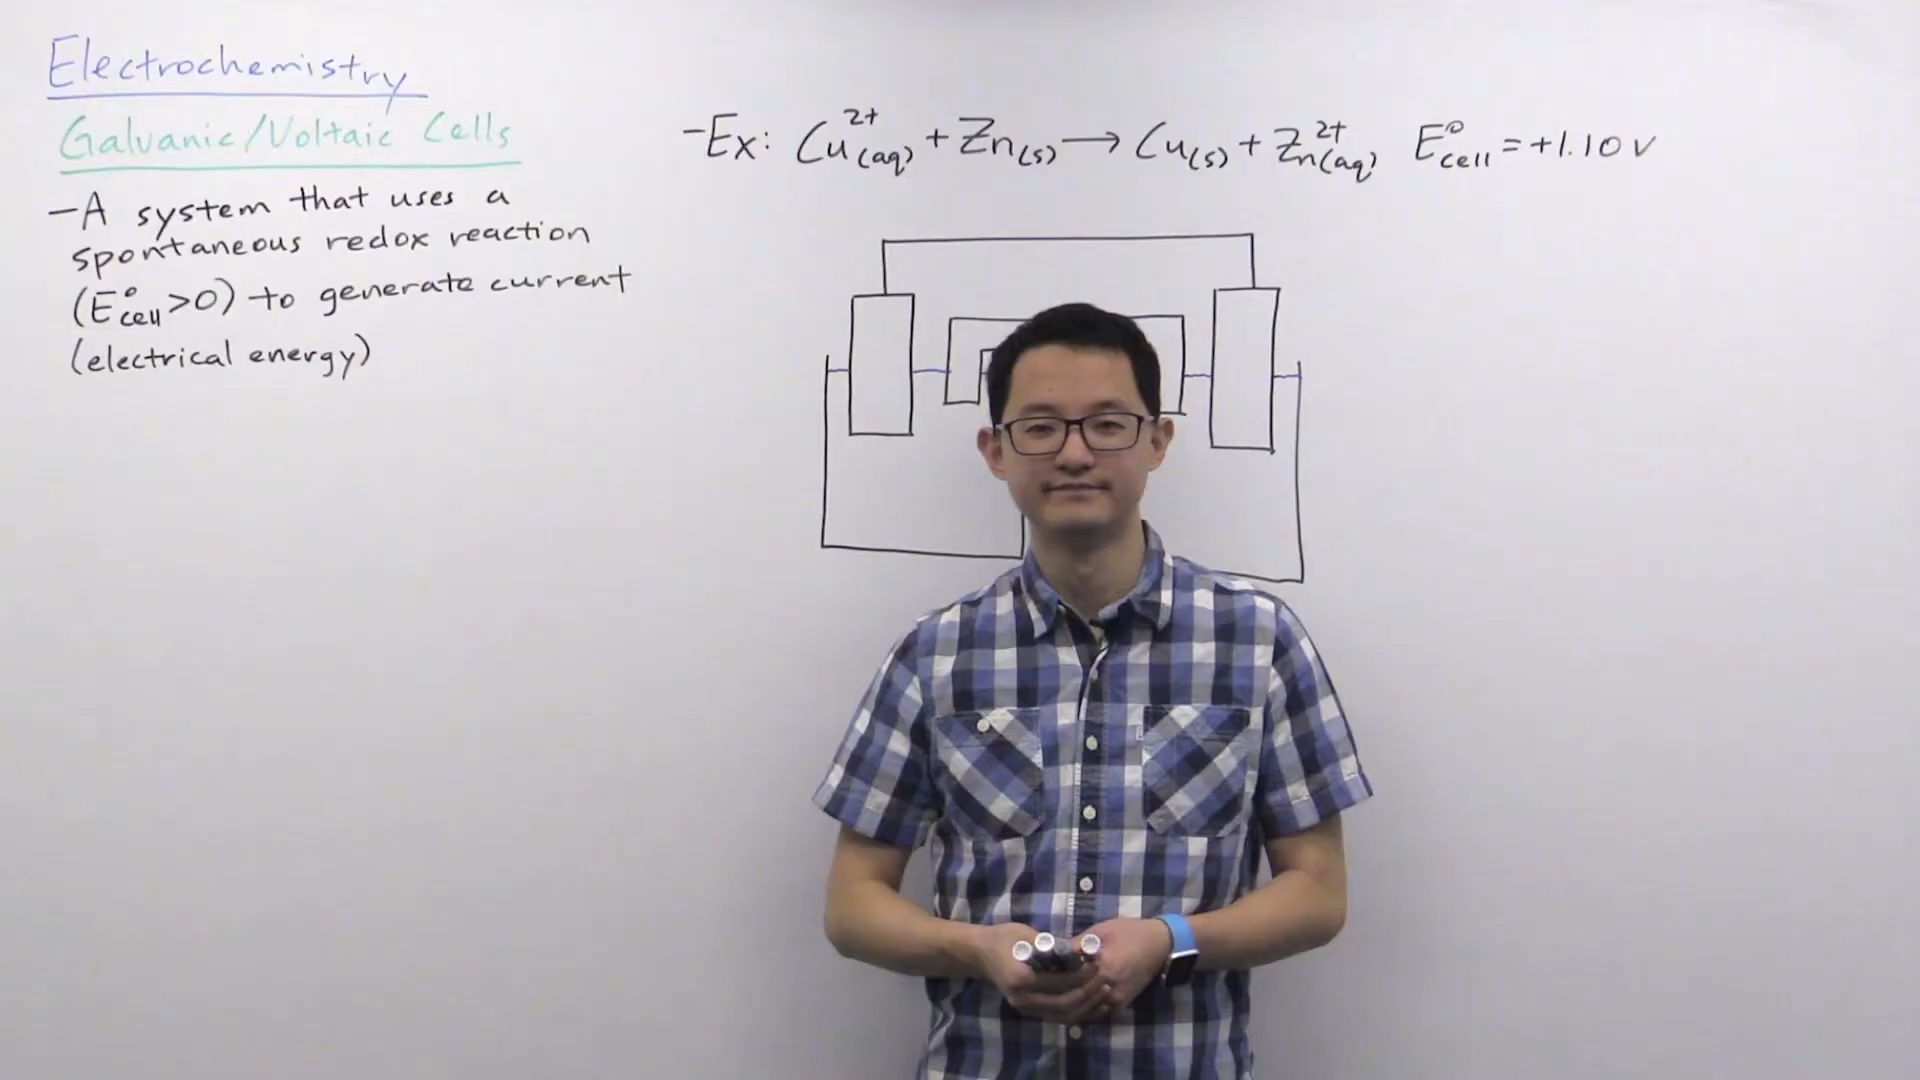 Electrochemistry
Galvanic/Voltaic Cells
- A system that uses a
spontaneous redox reaction
(E°cell >0) to generate current
(electrical energy)
- Ex: Cu²⁺(aq) + Zn(s) → Cu(s) + Zn²⁺(aq) E°cell = +1.10 V